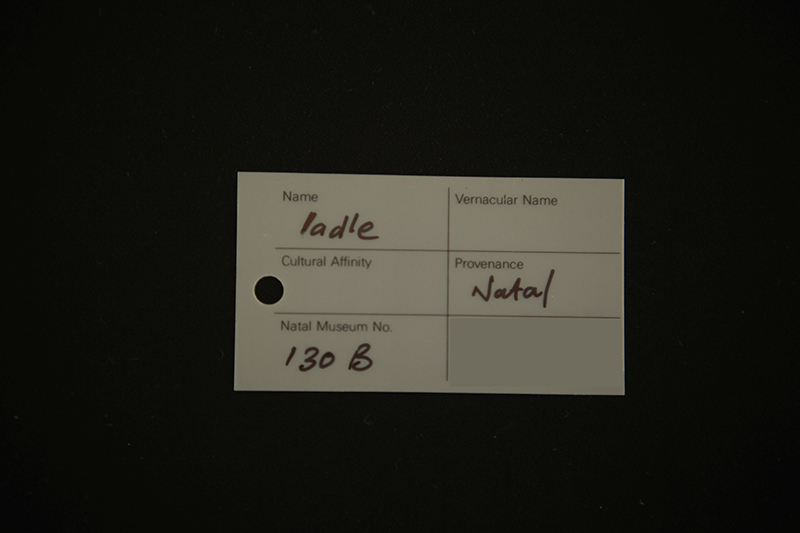 Name
ladle
Vernacular Name
Cultural Affinity
Provenance
Natal
Natal Museum No.
130 B